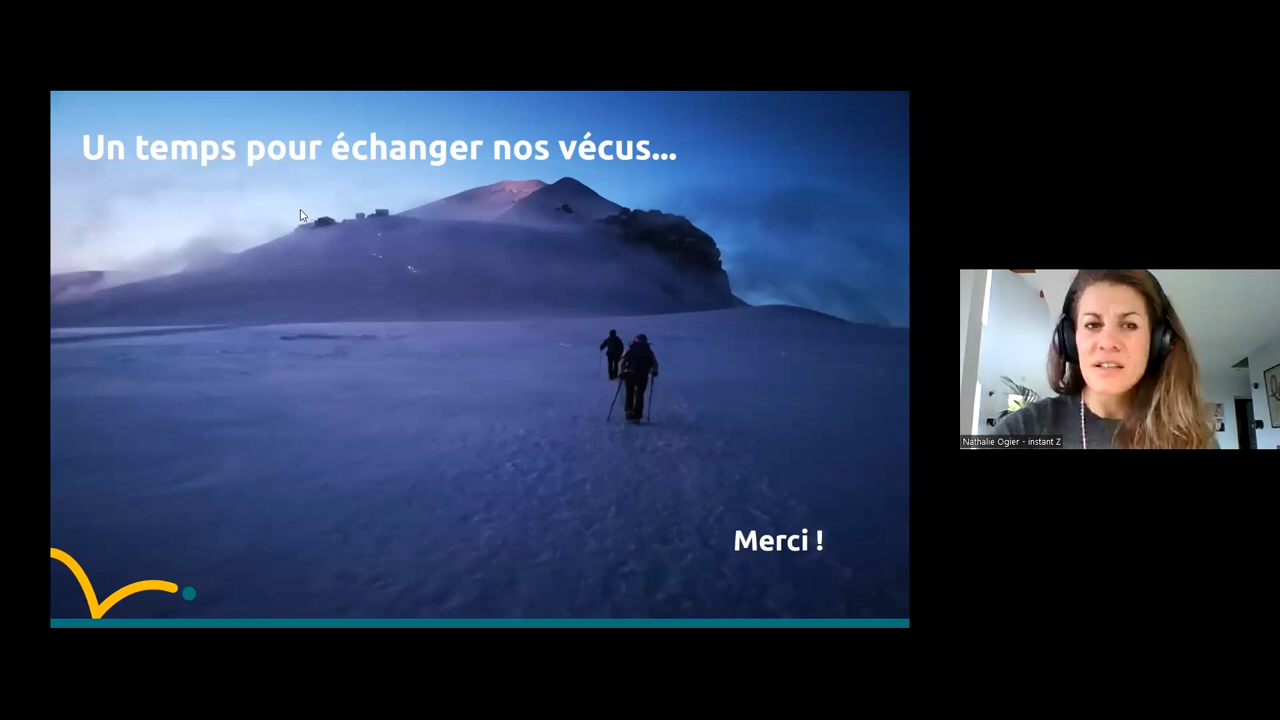 Un temps pour échanger nos vécus...
Merci !
Nathalie Ogier - instant Z